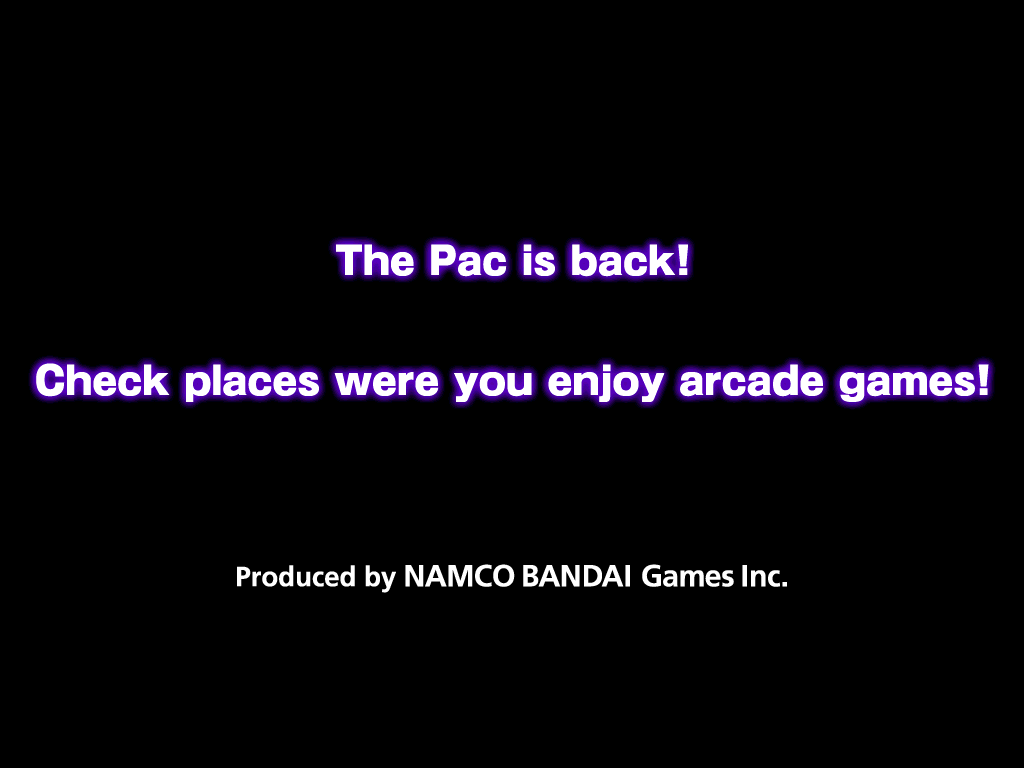 The Pac is back!
Check places were you enjoy arcade games!
Produced by NAMCO BANDAI Games Inc.